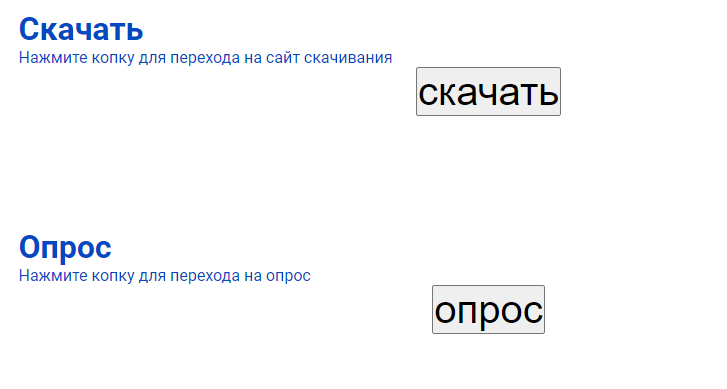 Скачать
Нажмите копку для перехода на сайт скачивания
скачать
Опрос
Нажмите копку для перехода на опрос
опрос